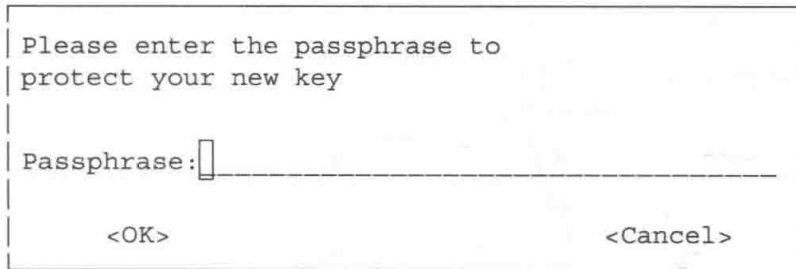 Please enter the passphrase to
protect your new key
Passphrase:
<OK> <Cancel>